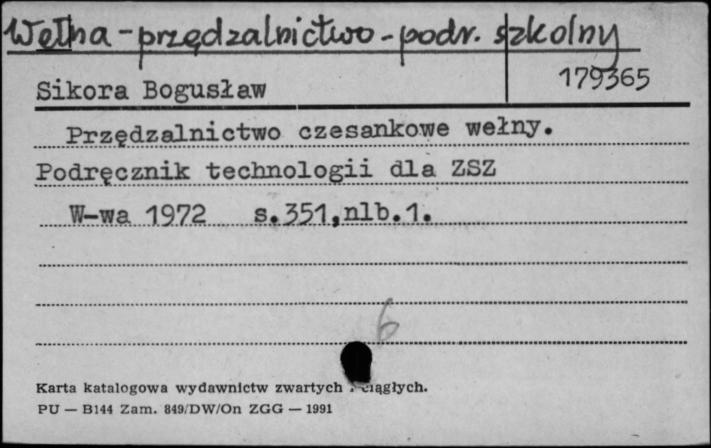 Wełna - przędzalnictwo - podr. szkolny
Sikora Bogusław 179365
Przędzalnictwo czesankowe wełny.
Podręcznik technologii dla ZSZ
W-wa 1972 s.351,nlb.1.
6
Karta katalogowa wydawnictw zwartych i ciągłych.
PU — B144 Zam. 849/DW/On ZGG — 1991